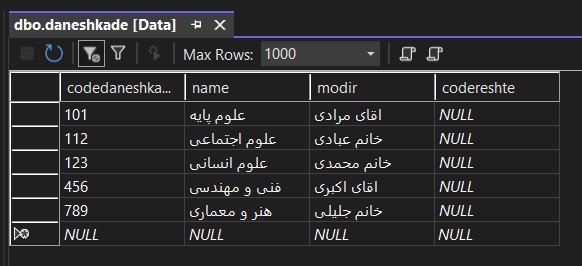 dbo.daneshkade [Data]
Max Rows: 1000
codedaneshka... name modir codereshte
101 علوم پایه اقای مرادی NULL
112 علوم اجتماعی خانم عبادی NULL
123 علوم انسانی خانم محمدی NULL
456 فنی و مهندسی اقای اکبری NULL
789 هنر و معماری خانم جلیلی NULL
NULL NULL NULL NULL